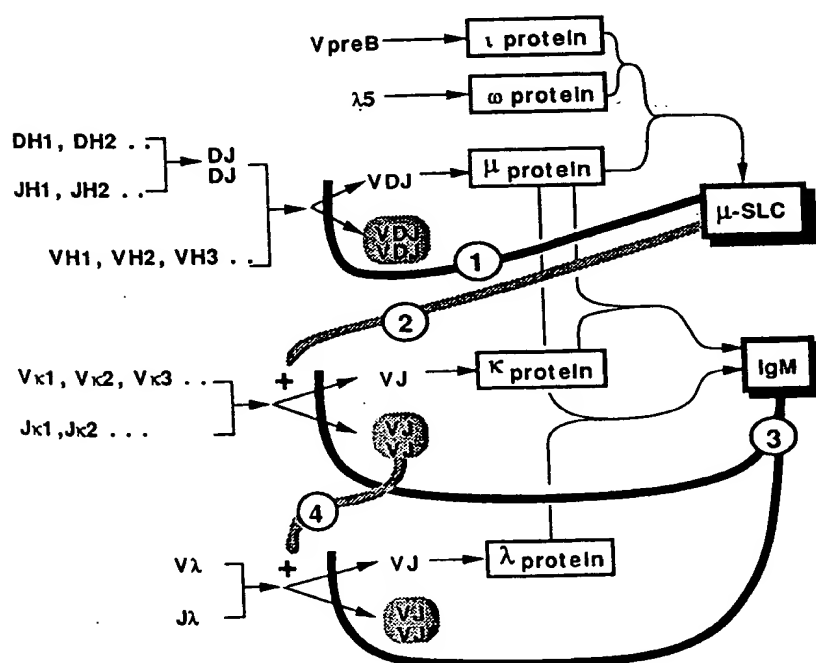 VpreB
ι protein
λ5
ω protein
DH1, DH2 . .
JH1, JH2 . .
DJ
DJ
VDJ
μ protein
VDJ
VDJ
μ-SLC
VH1, VH2, VH3 . .
1
2
Vκ1, Vκ2, Vκ3 . .
+
VJ
κ protein
IgM
Jκ1,Jκ2 . . .
VJ
VJ
3
4
Vλ
+
VJ
λ protein
Jλ
VJ
VJ